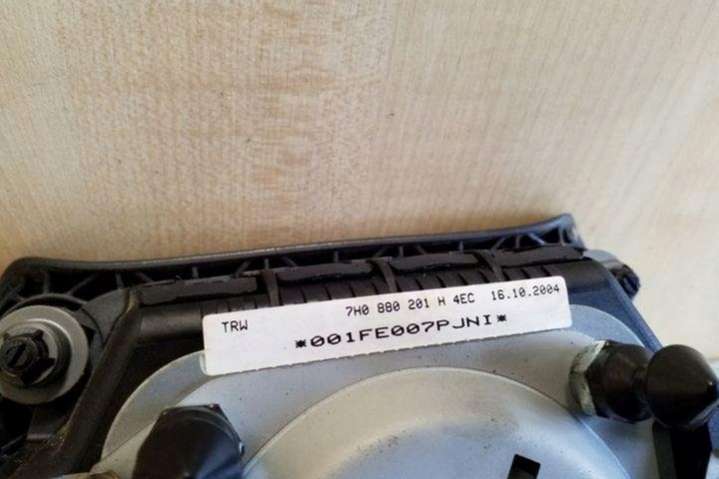 TRW 7H0 880 201 H 4EC 16.10.2004
*001FE007PJNI*